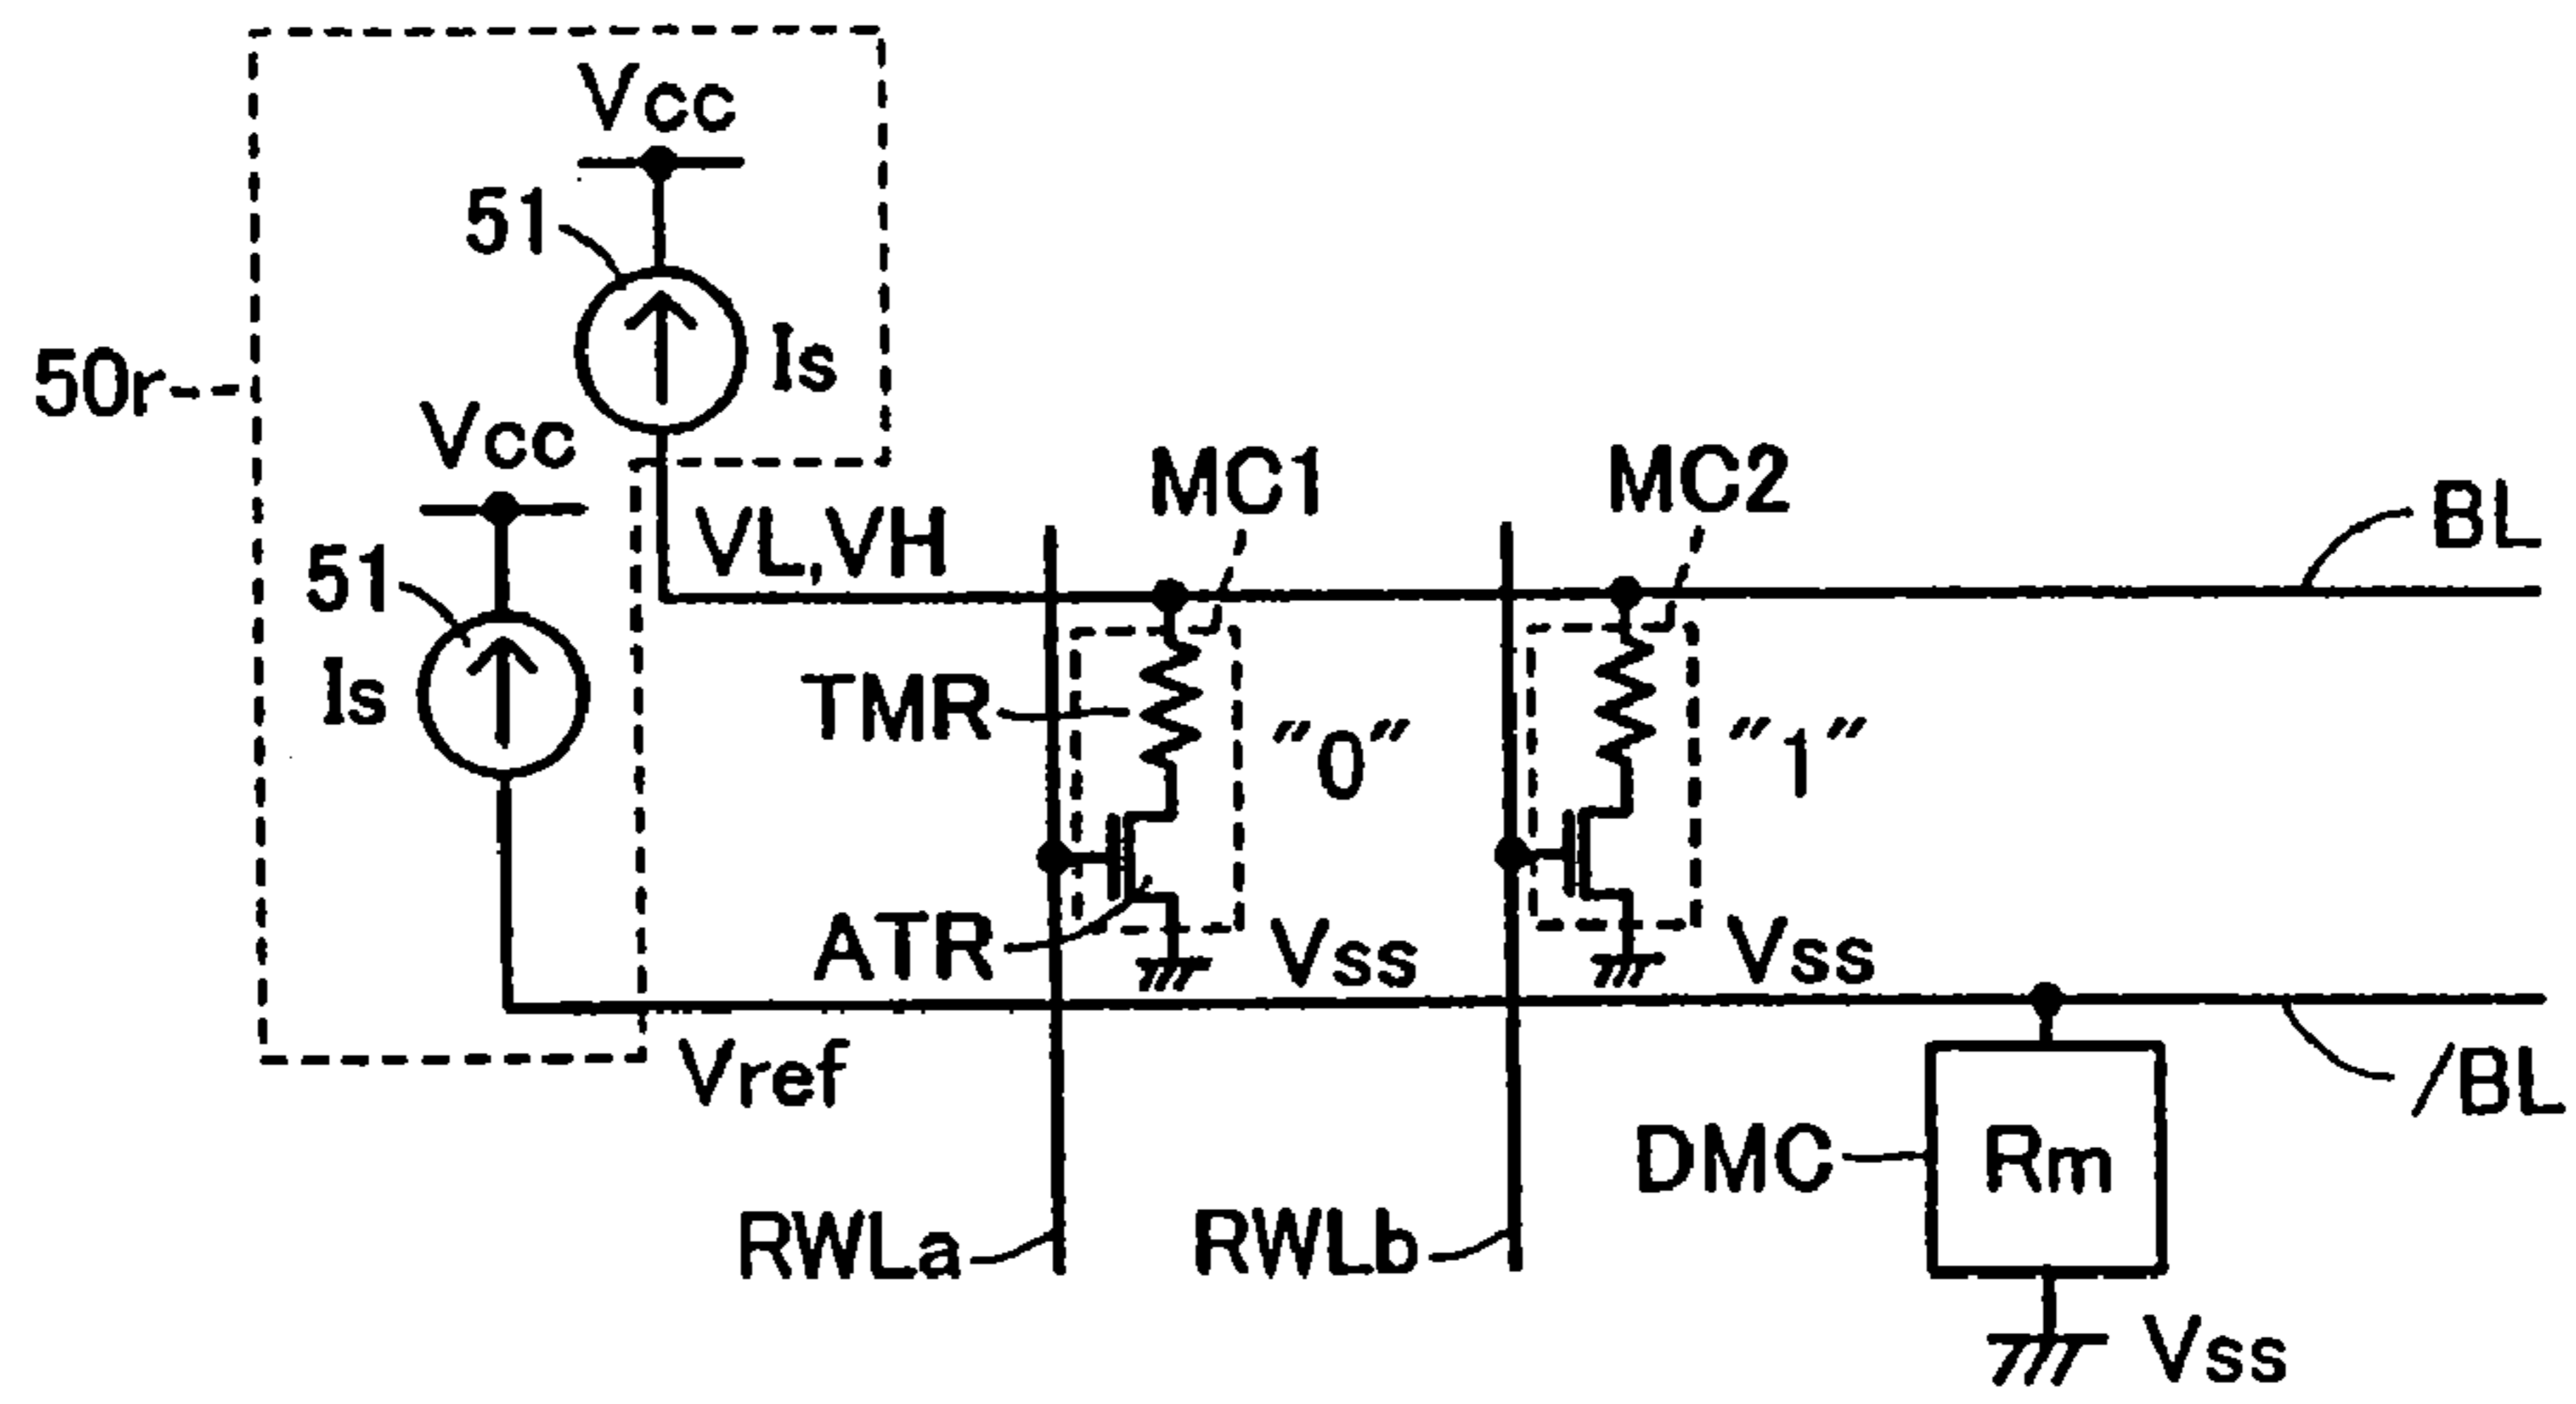 Vcc
51
Is
50r
Vcc
51
Is
VL,VH
MC1
MC2
BL
TMR
"0"
"1"
ATR
Vss
Vss
Vref
/BL
DMC
Rm
RWLa
RWLb
Vss